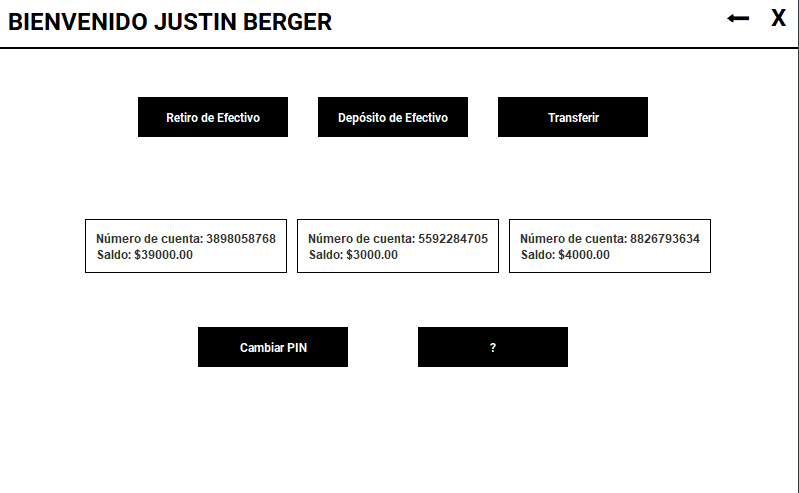 BIENVENIDO JUSTIN BERGER
X
Retiro de Efectivo
Depósito de Efectivo
Transferir
Número de cuenta: 3898058768
Saldo: $39000.00
Número de cuenta: 5592284705
Saldo: $3000.00
Número de cuenta: 8826793634
Saldo: $4000.00
Cambiar PIN
?